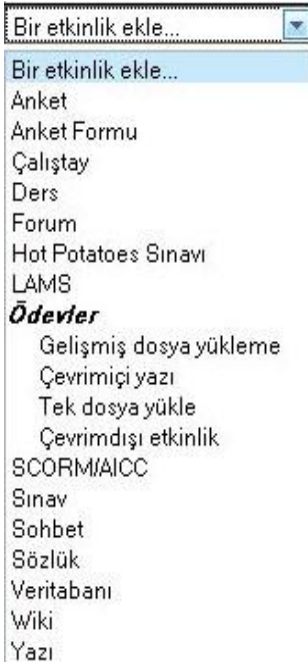 Bir etkinlik ekle...
Bir etkinlik ekle...
Anket
Anket Formu
Çalıştay
Ders
Forum
Hot Potatoes Sınavı
LAMS
Ödevler
Gelişmiş dosya yükleme
Çevrimiçi yazı
Tek dosya yükle
Çevrimdışı etkinlik
SCORM/AICC
Sınav
Sohbet
Sözlük
Veritabanı
Wiki
Yazı